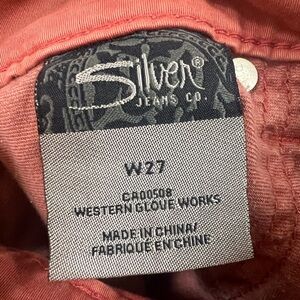 Silver®
JEANS CO.
W27
CA00508
WESTERN GLOVE WORKS
MADE IN CHINA/
FABRIQUÉ EN CHINE